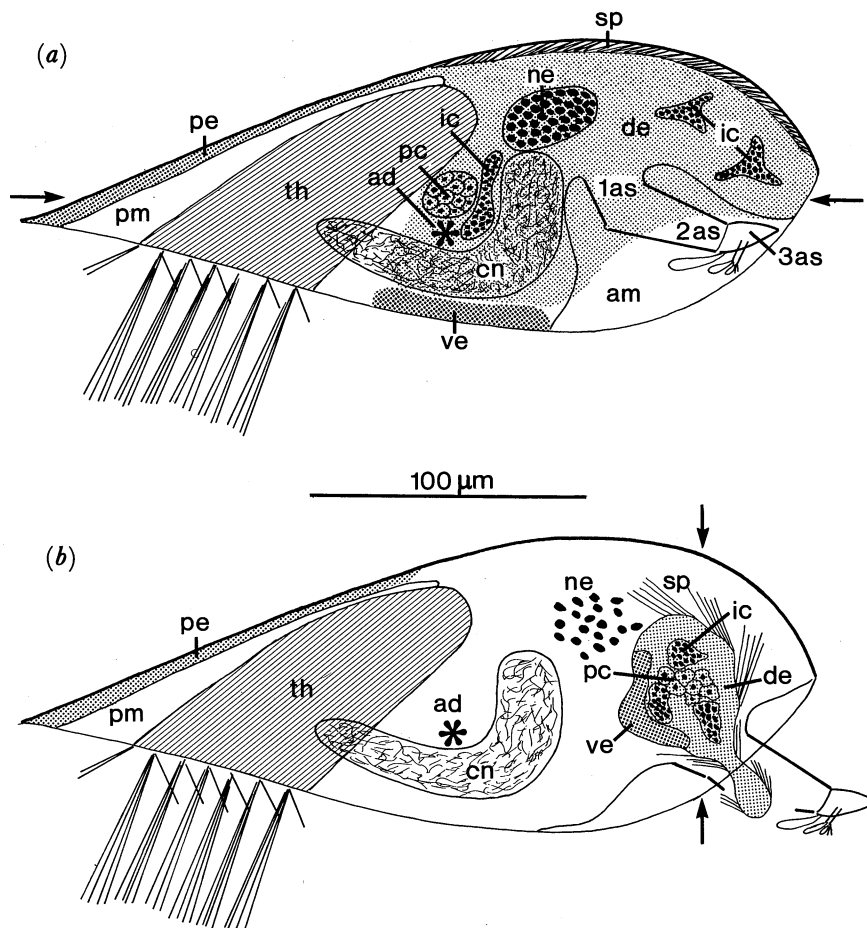 (a)
sp
ne
pe
ic
de
ic
pc
ad
1as
th
pm
2as
3as
cn
am
ve
100 μm
(b)
ne
sp
ic
pe
pc
de
th
ad
pm
ve
cn